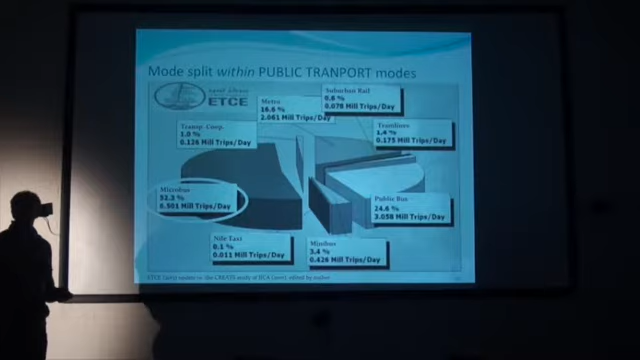 Mode split within PUBLIC TRANPORT modes
ETCE
Suburban Rail
0.6 %
0.078 Mill Trips/Day
Metro
16.6 %
2.061 Mill Trips/Day
Transp. Coop.
1.0 %
0.126 Mill Trips/Day
1.4 %
0.175 Mill Trips/Day
Microbus
52.3 %
6.501 Mill Trips/Day
Public Bus
24.6 %
3.058 Mill Trips/Day
Nile East
0.1 %
0.011 Mill Trips/Day
Minibus
3.4 %
0.426 Mill Trips/Day